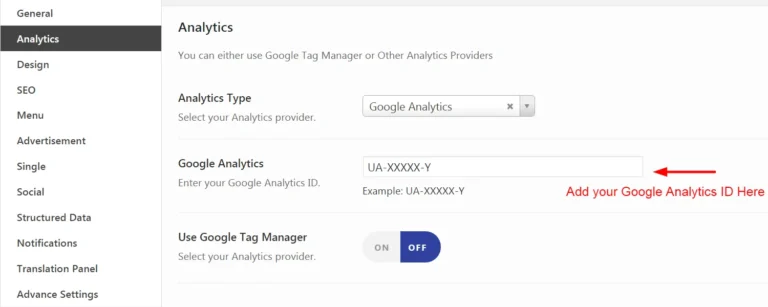 General
Analytics
Design
SEO
Menu
Advertisement
Single
Social
Structured Data
Notifications
Translation Panel
Advance Settings
Analytics
You can either use Google Tag Manager or Other Analytics Providers
Analytics Type
Select your Analytics provider.
Google Analytics
Google Analytics
Enter your Google Analytics ID.
UA-XXXXX-Y
Example: UA-XXXXX-Y
Add your Google Analytics ID Here
Use Google Tag Manager
Select your Analytics provider.
ON OFF